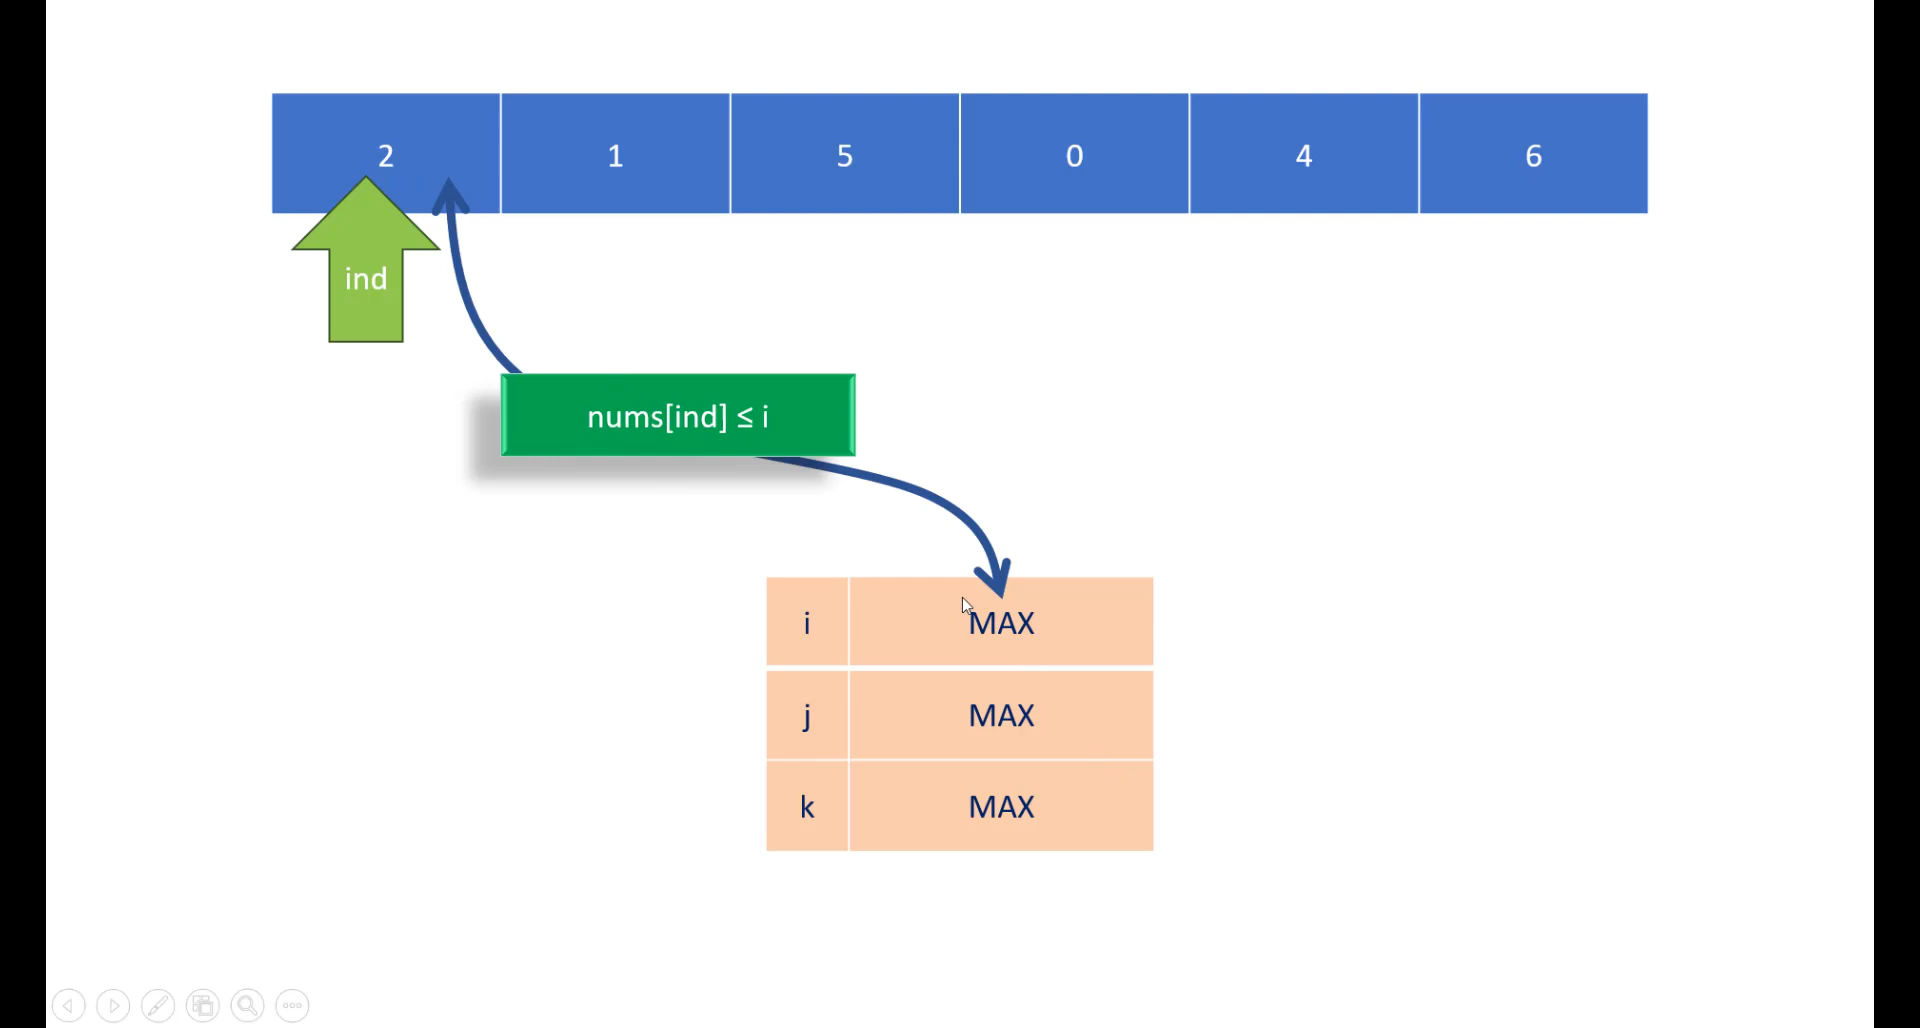 2 1 5 0 4 6
ind
nums[ind] ≤ i
i MAX
j MAX
k MAX